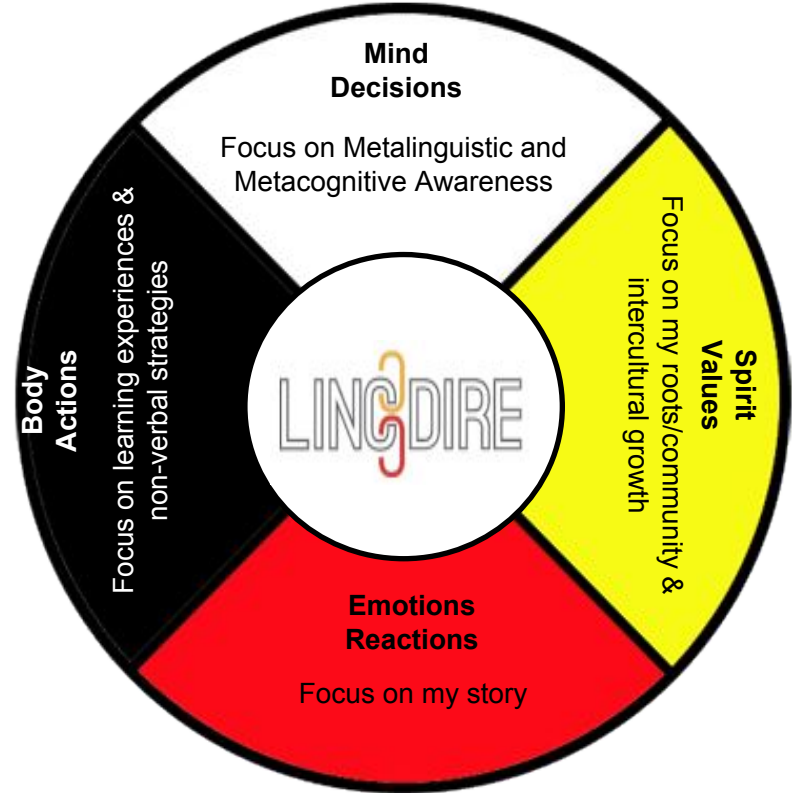 Mind
Decisions
Focus on Metalinguistic and
Metacognitive Awareness
Spirit
Values
Focus on my roots/community &
intercultural growth
Emotions
Reactions
Focus on my story
Body
Actions
Focus on learning experiences &
non-verbal strategies
LINCDIRE